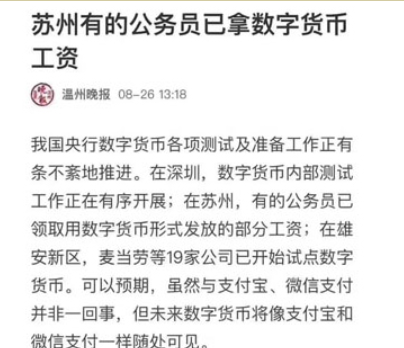 苏州有的公务员已拿数字货币
工资
温州晚报 08-26 13:18
我国央行数字货币各项测试及准备工作正有
条不紊地推进。在深圳，数字货币内部测试
工作正在有序开展；在苏州，有的公务员已
领取用数字货币形式发放的部分工资；在雄
安新区，麦当劳等19家公司已开始试点数字
货币。可以预期，虽然与支付宝、微信支付
并非一回事，但未来数字货币将像支付宝和
微信支付一样随处可见。